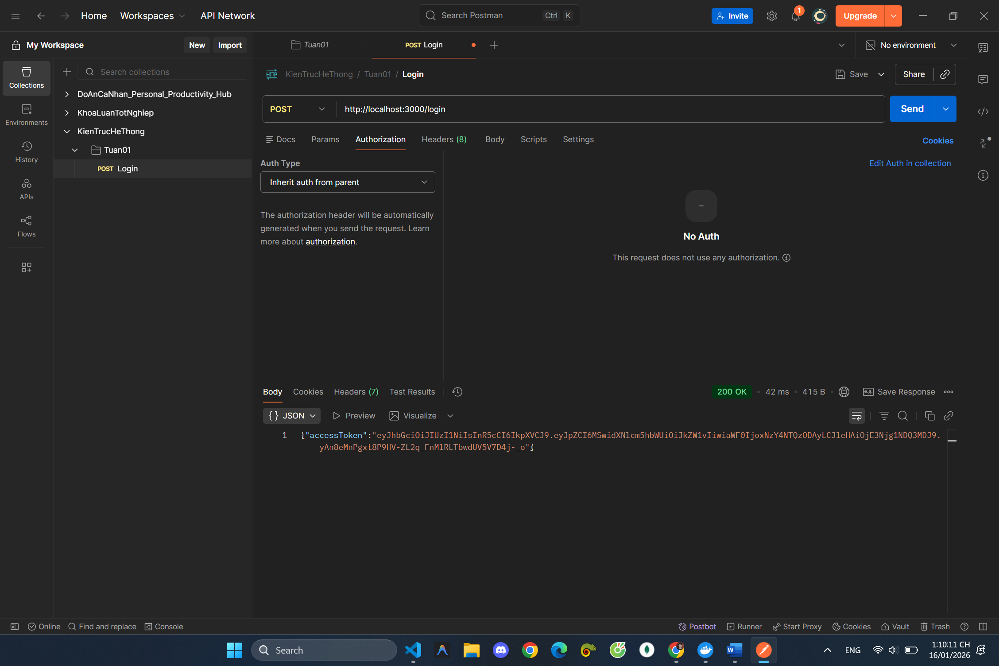 Home Workspaces API Network
Search Postman Ctrl K
Invite 1 Upgrade
My Workspace New Import
Tuan01 POST Login No environment
Collections
Search collections
KienTrucHeThong / Tuan01 / Login Save Share
DoAnCaNhan_Personal_Productivity_Hub
KhoaLuanTotNghiep
KienTrucHeThong
Tuan01
POST Login
Environments
History
APIs
Flows
POST http://localhost:3000/login Send
Docs Params Authorization Headers (8) Body Scripts Settings Cookies
Auth Type Edit Auth in collection
Inherit auth from parent
The authorization header will be automatically
generated when you send the request. Learn
more about authorization.
No Auth
This request does not use any authorization.
Body Cookies Headers (7) Test Results 200 OK • 42 ms • 415 B • e.g. Save Response
{} JSON Preview Visualize
1 {"accessToken":"eyJhbGciOiJIUzI1NiIsInR5cCI6IkpXVCJ9.eyJpZCI6MSwidXNlcm5hbWUiOiJkZW1vIiwiaWF0IjoxNzY4NTQzODAyLCJleHAiOjE3Njg1NDQ3MDJ9.
yAn8eMnPgxt8P9HV-ZL2q_FnMlRLTbwdUV5V7D4j-_o"}
Online Find and replace Console Postbot Runner Start Proxy Cookies Vault Trash
Search ENG 1:10:11 CH
16/01/2026